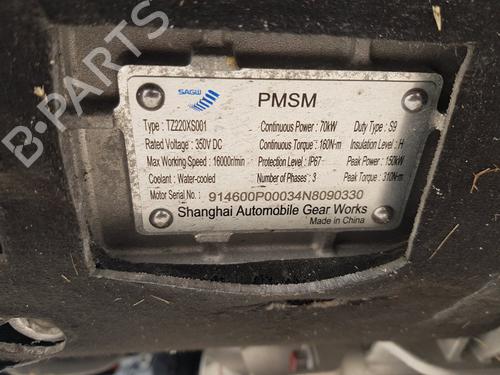 B-PARTS
SAGW
PMSM
Type : TZ220XS001 Continuous Power : 70kW Duty Type : S9
Rated Voltage : 350V DC Continuous Torque : 160N·m Insulation Level : H
Max Working Speed : 16000r/min Protection Level : IP67 Peak Power : 150kW
Coolant : Water-cooled Number of Phases : 3 Peak Torque : 310N·m
Motor Serial No. : 914600P00034N8090330
Shanghai Automobile Gear Works
Made in China